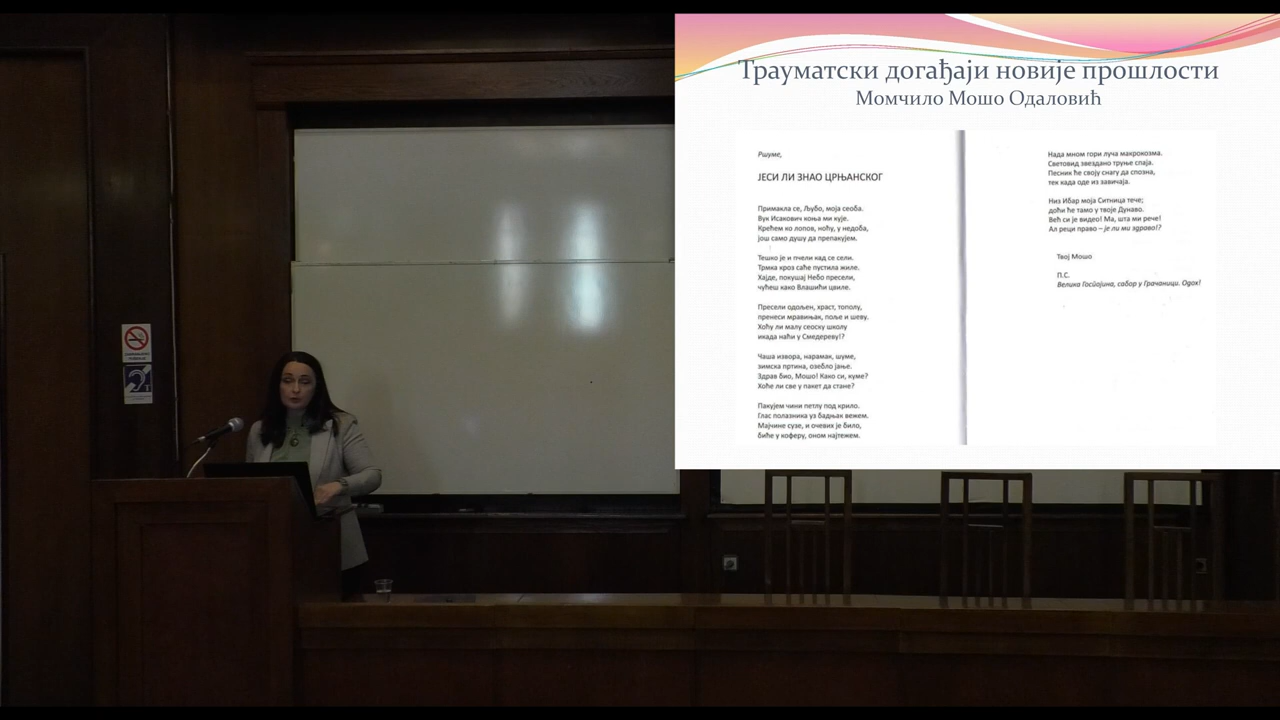 Трауматски догађаји новије прошлости
Момчило Мошо Одаловић
Ршуме,
ЈЕСИ ЛИ ЗНАО ЦРЊАНСКОГ
Примакла се, Љубо, моја сеоба.
Вук Исакович коња ми кује.
Крећем ко лопов, ноћу, у недоба,
још само душу да препакујем.
Тешко је и пчели кад се сели.
Трмка кроз саће пустила жиле.
Хајде, покушај Небо пресели,
чућеш како Влашићи цвиле.
Пресели одољен, храст, тополу,
пренеси мравињак, поље и шеву.
Хоћу ли малу сеоску школу
икада наћи у Смедереву!?
Чаша извора, нарамак, шуме,
зимска пртина, озебло јање.
Здрав био, Мошо! Како си, куме?
Хоће ли све у пакет да стане?
Пакујем чини петлу под крило.
Глас полазника уз бадњак вежем.
Мајчине сузе, и очевих је било,
биће у коферу, оном најтежем.
Нада мном гори луча макрокозма.
Световид звездано труње спаја.
Песник ће своју снагу да спозна,
тек када оде из завичаја.
Низ Ибар моја Ситница тече;
доћи ће тамо у твоје Дунаво.
Већ си је видео! Ма, шта ми рече!
Ал реци право – је ли ми здраво!?
Твој Мошо
П.С.
Велика Госпојина, сабор у Грачаници. Одох!